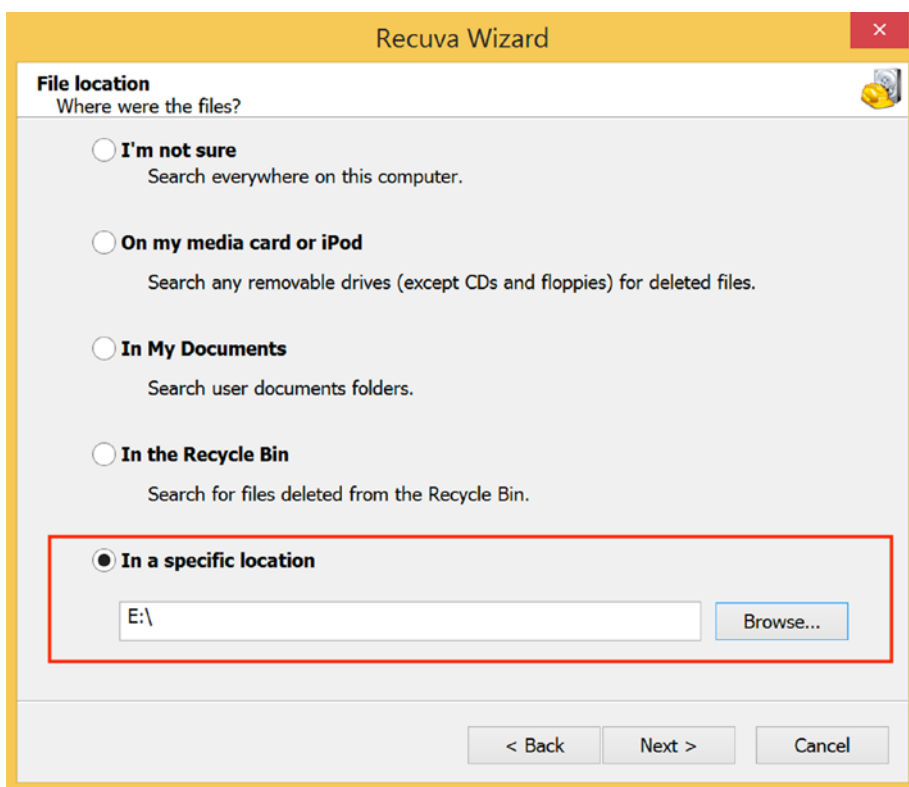 Recuva Wizard
File location
Where were the files?
I'm not sure
Search everywhere on this computer.
On my media card or iPod
Search any removable drives (except CDs and floppies) for deleted files.
In My Documents
Search user documents folders.
In the Recycle Bin
Search for files deleted from the Recycle Bin.
In a specific location
E:\
Browse...
< Back
Next >
Cancel